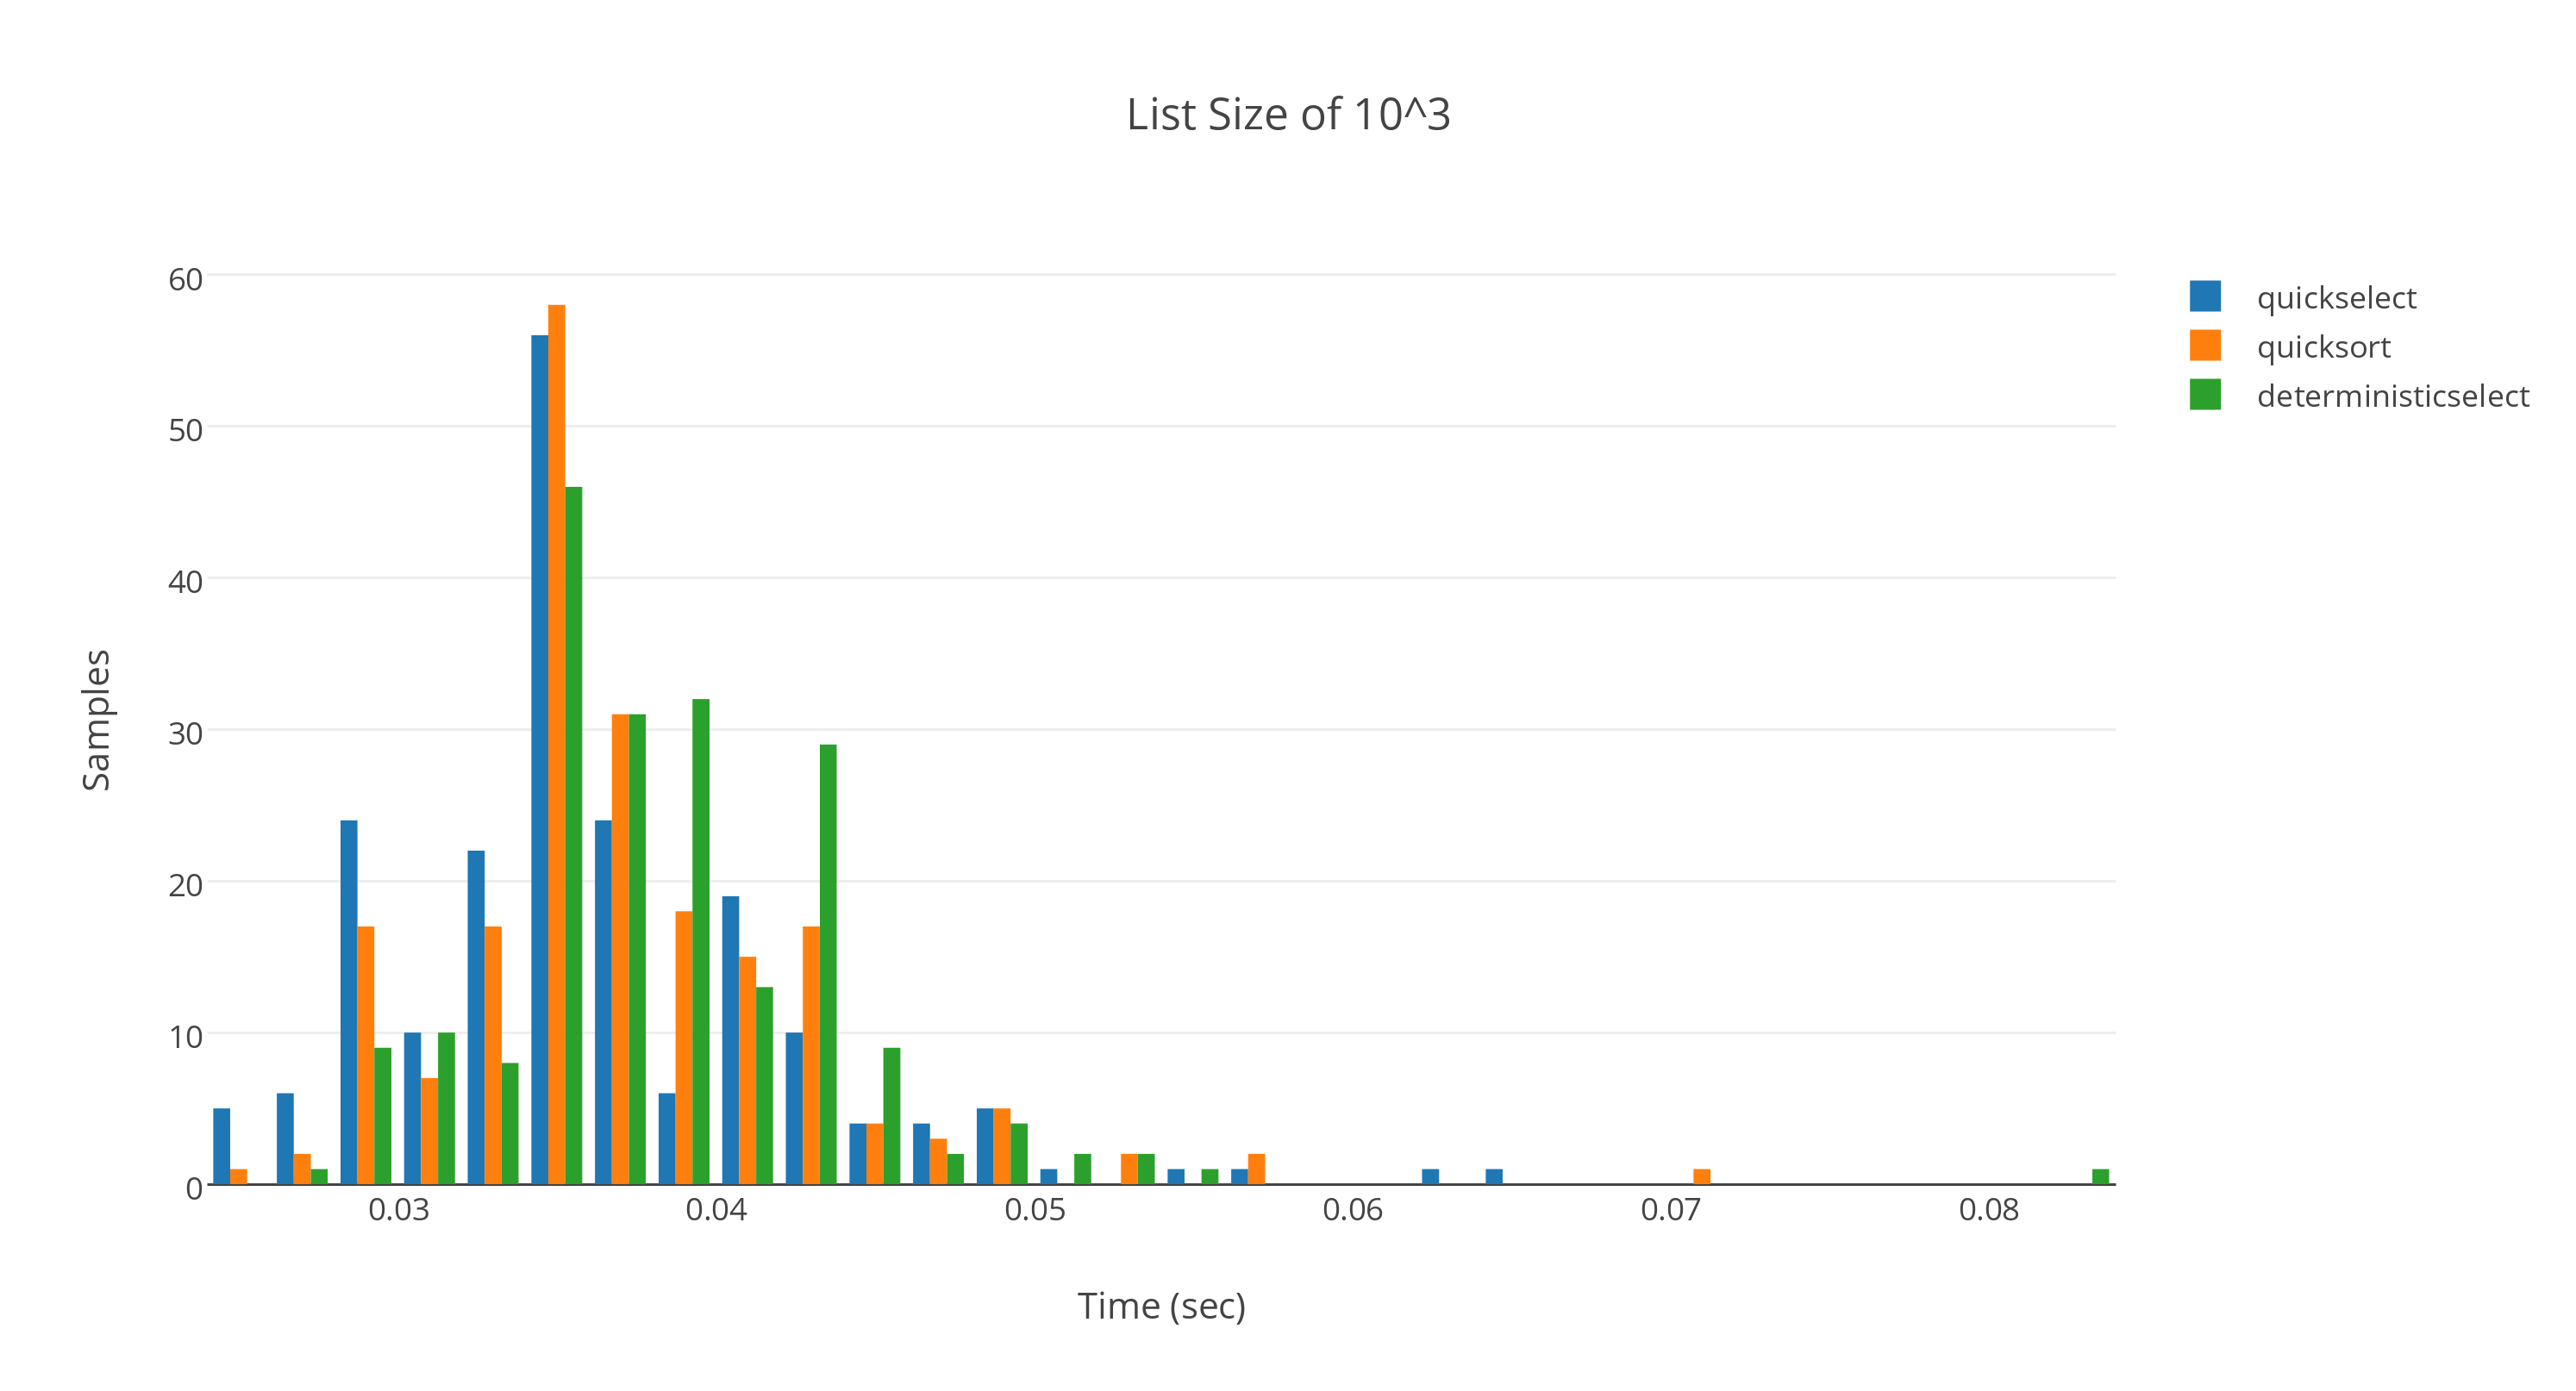 List Size of 10^3
quickselect
quicksort
deterministicselect
60
50
40
30
20
10
0
Samples
0.03 0.04 0.05 0.06 0.07 0.08
Time (sec)